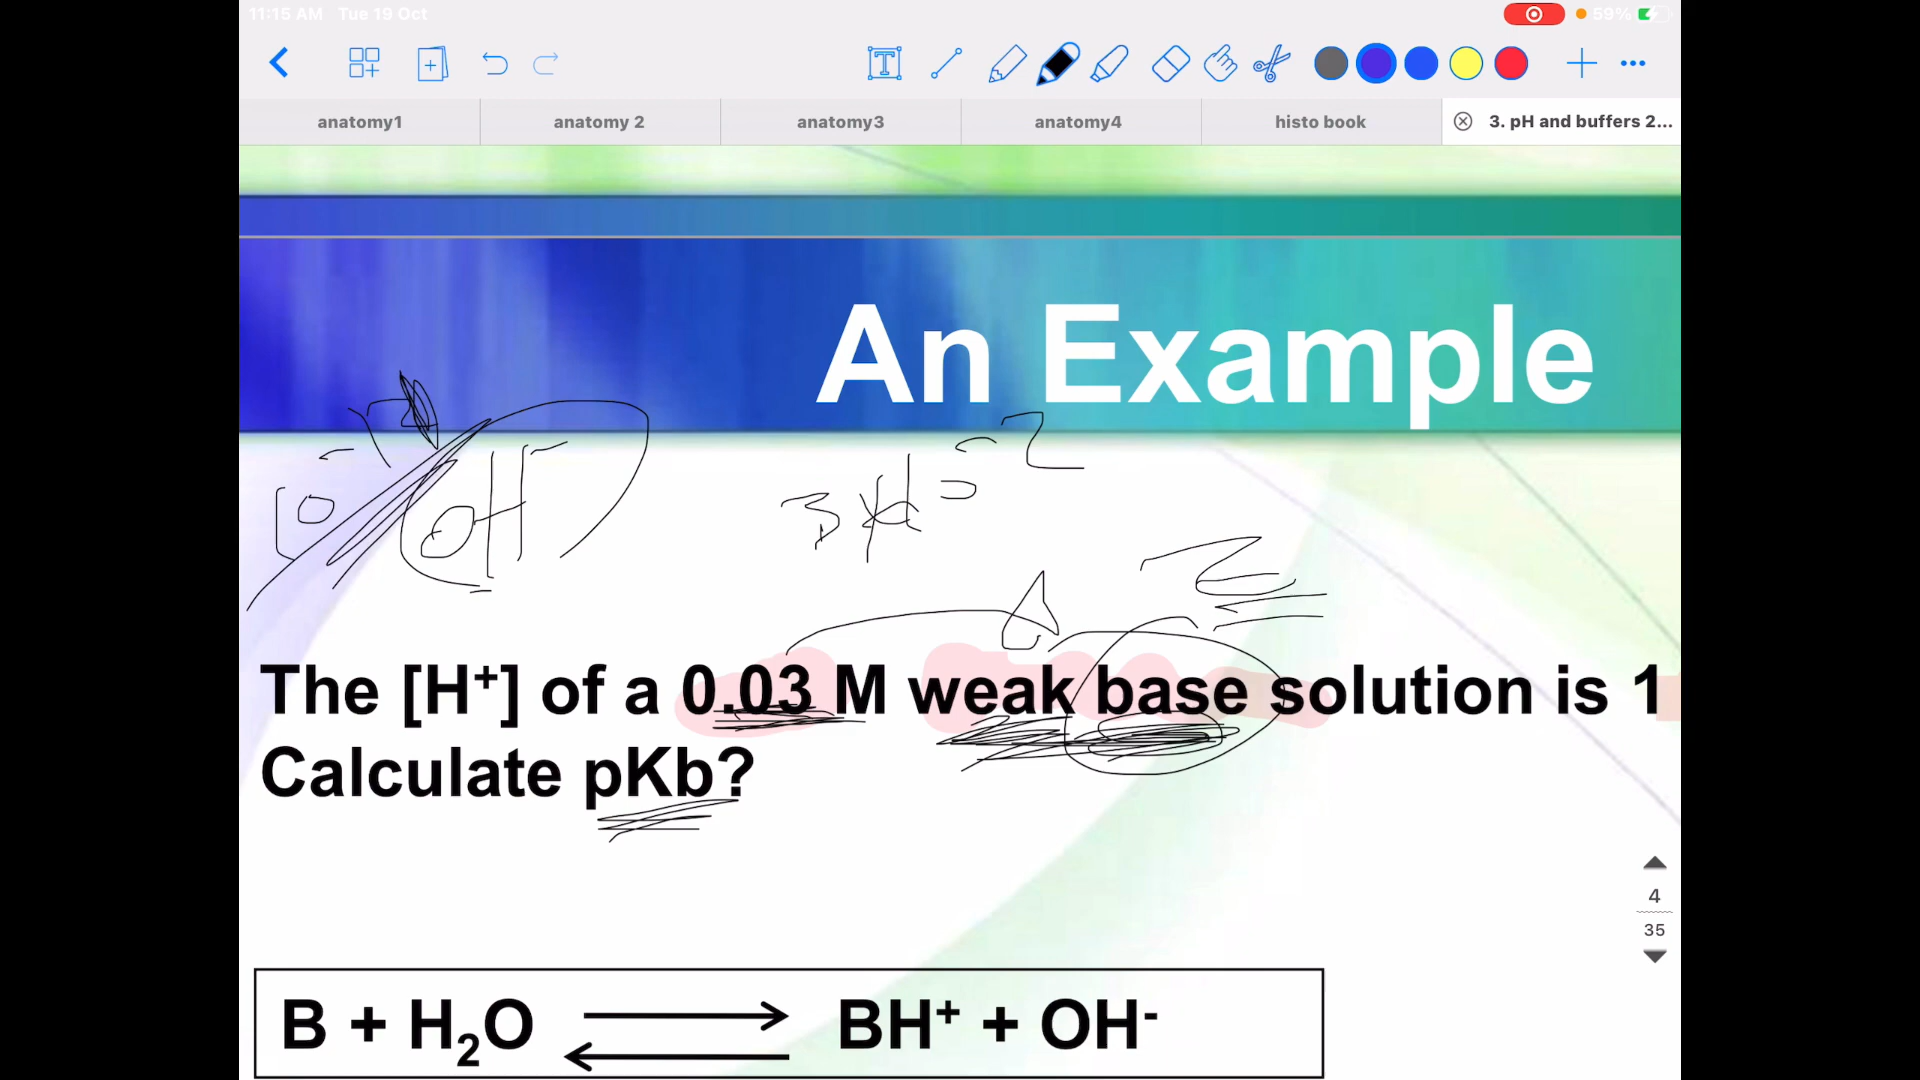 11:15 AM Tue 19 Oct
59%
T
anatomy1 anatomy 2 anatomy3 anatomy4 histo book 3. pH and buffers 2...
An Example
OH⁻
The [H⁺] of a 0.03 M weak base solution is 1
Calculate pKb?
4
35
B + H₂O ⇌ BH⁺ + OH⁻